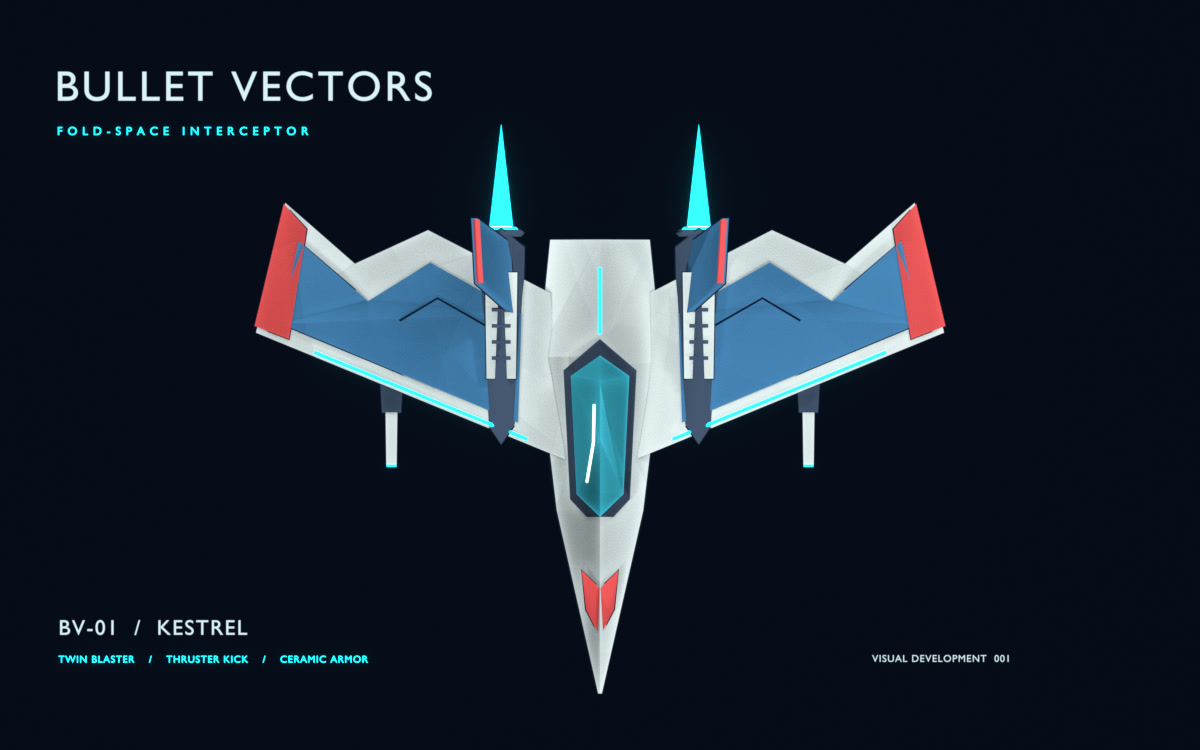 BULLET VECTORS
FOLD-SPACE INTERCEPTOR
BV-01 / KESTREL
TWIN BLASTER / THRUSTER KICK / CERAMIC ARMOR
VISUAL DEVELOPMENT 001